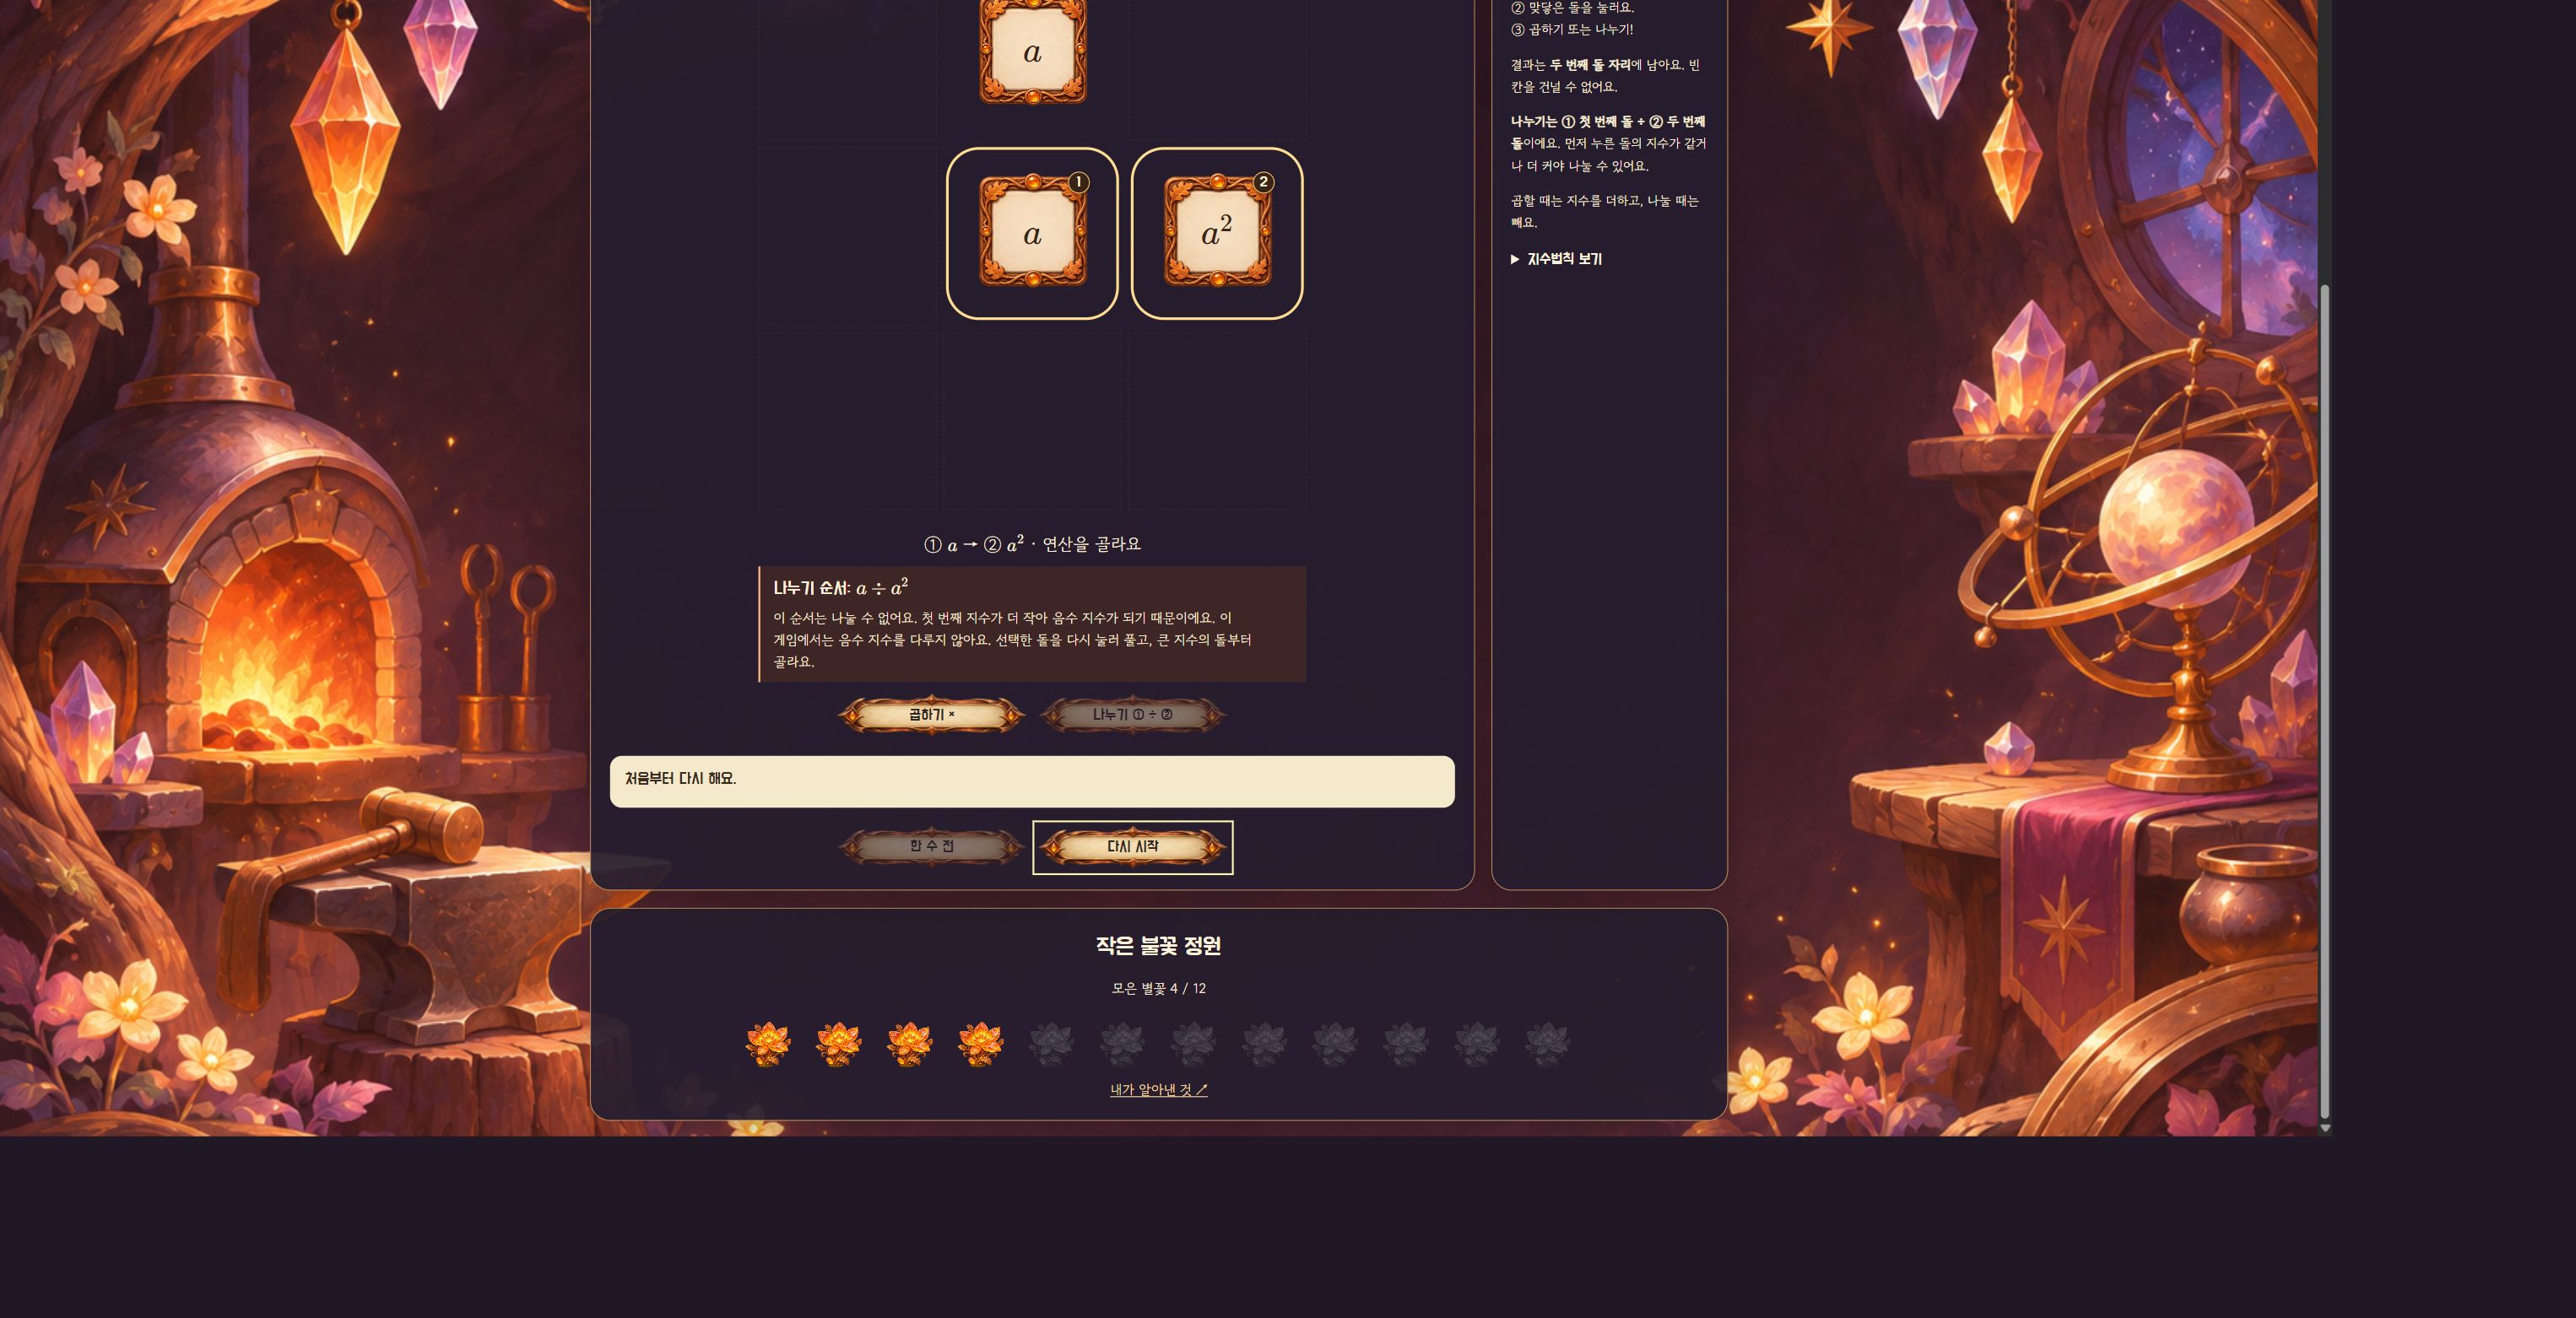 ② 맞닿은 돌을 눌러요.
③ 곱하기 또는 나누기!
결과는 두 번째 돌 자리에 남아요. 빈
칸을 건널 수 없어요.
나누기는 ① 첫 번째 돌 ÷ ② 두 번째
돌이에요. 먼저 누른 돌의 지수가 같거
나 더 커야 나눌 수 있어요.
곱할 때는 지수를 더하고, 나눌 때는
빼요.
▶ 지수법칙 보기
a
1
a
2
a²
① a → ② a² · 연산을 골라요
나누기 순서: a ÷ a²
이 순서는 나눌 수 없어요. 첫 번째 지수가 더 작아 음수 지수가 되기 때문이에요. 이
게임에서는 음수 지수를 다루지 않아요. 선택한 돌을 다시 눌러 풀고, 큰 지수의 돌부터
골라요.
곱하기 ×
나누기 ① ÷ ②
처음부터 다시 해요.
한 수 전
다시 시작
작은 불꽃 정원
모은 별꽃 4 / 12
내가 알아낸 것 ↗